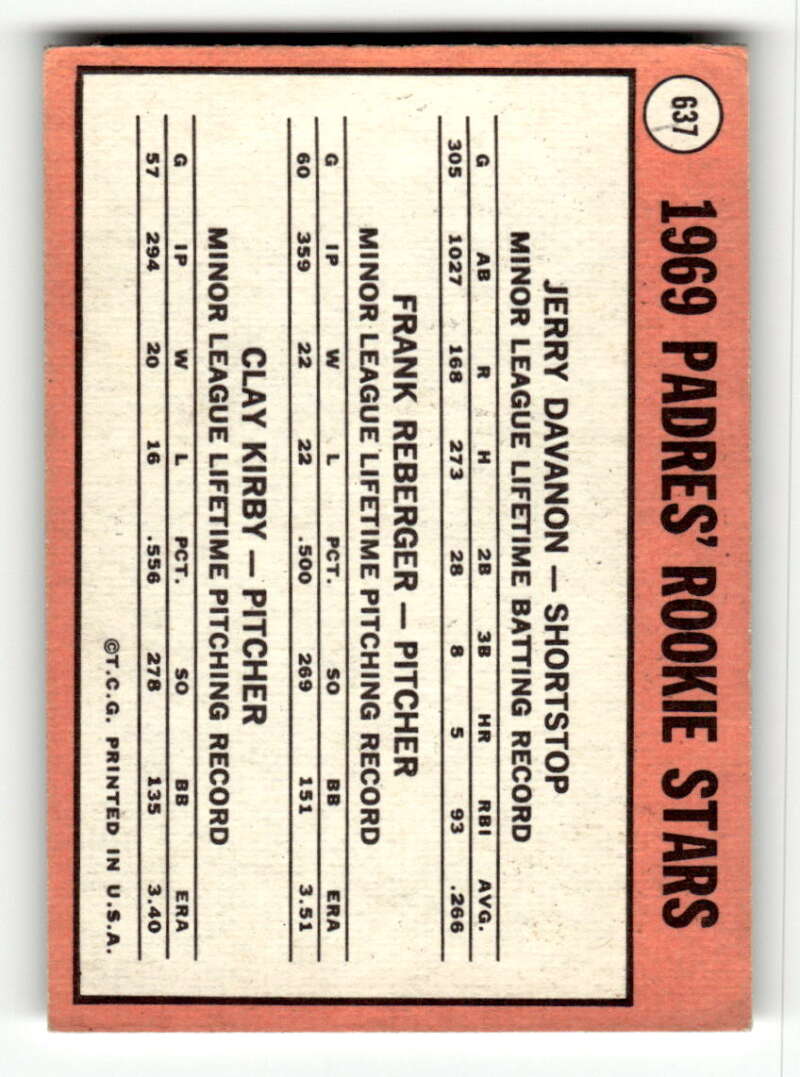 637
1969 PADRES' ROOKIE STARS
JERRY DAVANON — SHORTSTOP
MINOR LEAGUE LIFETIME BATTING RECORD
G AB R H 2B 3B HR RBI AVG.
305 1027 168 273 28 8 5 93 .266
FRANK REBERGER — PITCHER
MINOR LEAGUE LIFETIME PITCHING RECORD
G IP W L PCT. SO BB ERA
60 359 22 22 .500 269 151 3.51
CLAY KIRBY — PITCHER
MINOR LEAGUE LIFETIME PITCHING RECORD
G IP W L PCT. SO BB ERA
57 294 20 16 .556 278 135 3.40
©T.C.G. PRINTED IN U.S.A.